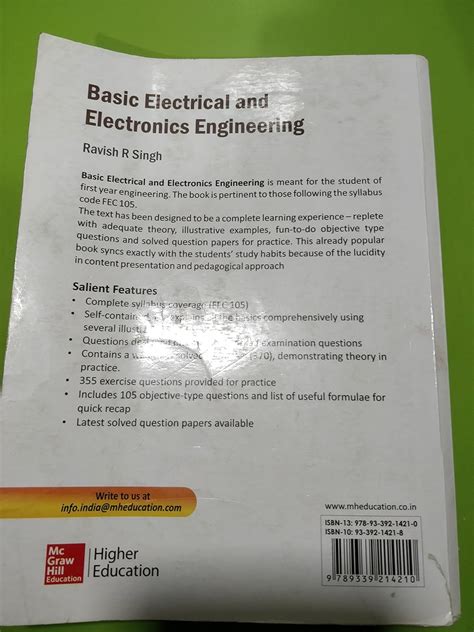 Basic Electrical and
Electronics Engineering
Ravish R Singh
Basic Electrical and Electronics Engineering is meant for the student of
first year engineering. The book is pertinent to those following the syllabus
code FEC 105.
The text has been designed to be a complete learning experience – replete
with adequate theory, illustrative examples, fun-to-do objective type
questions and solved question papers for practice. This already popular
book syncs exactly with the students' study habits because of the lucidity
in content presentation and pedagogical approach
Salient Features
• Complete syllabus coverage (FEC 105)
• Self-contained, explains the basics comprehensively using
several
• Questions of examination questions
• Contains a solved (370), demonstrating theory in
practice.
• 355 exercise questions provided for practice
• Includes 105 objective-type questions and list of useful formulae for
quick recap
• Latest solved question papers available
Write to us at
info.india@mheducation.com
www.mheducation.co.in
ISBN-13: 978-93-392-1421-0
ISBN-10: 93-392-1421-8
9 789339 214210
Mc
Graw
Hill
Education
Higher
Education